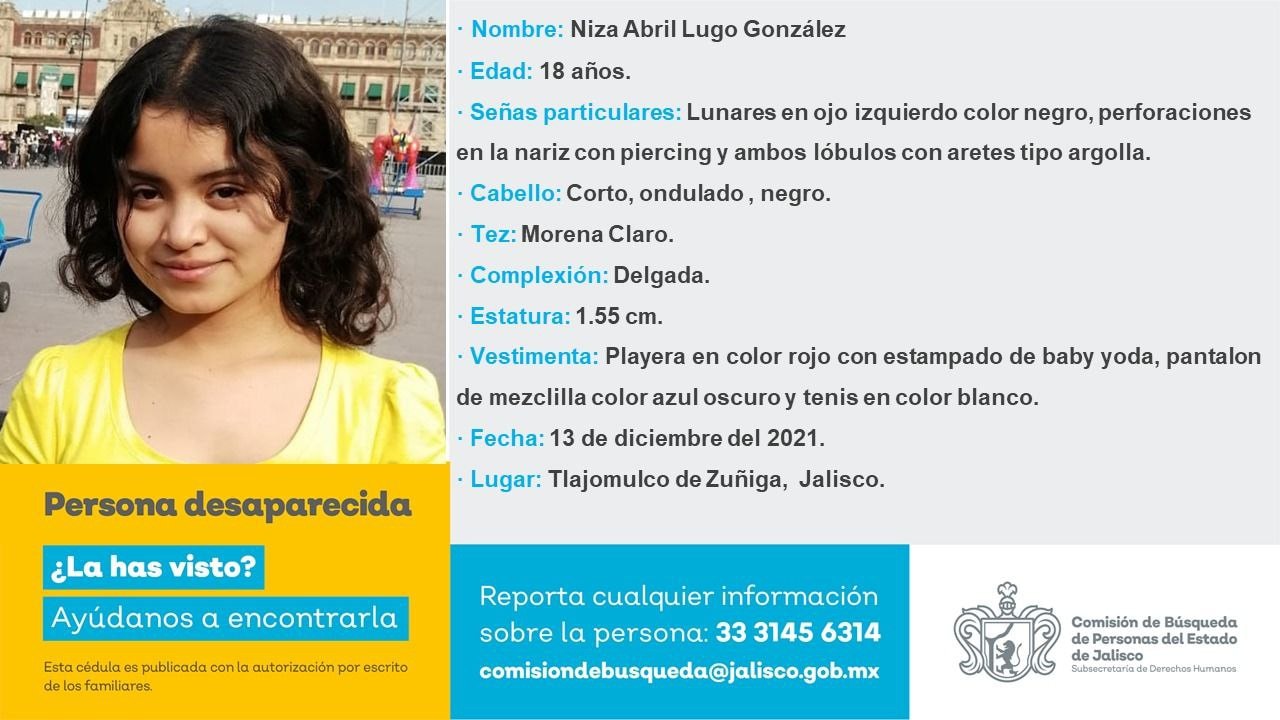 · Nombre: Niza Abril Lugo González
· Edad: 18 años.
· Señas particulares: Lunares en ojo izquierdo color negro, perforaciones
en la nariz con piercing y ambos lóbulos con aretes tipo argolla.
· Cabello: Corto, ondulado , negro.
· Tez: Morena Claro.
· Complexión: Delgada.
· Estatura: 1.55 cm.
· Vestimenta: Playera en color rojo con estampado de baby yoda, pantalon
de mezclilla color azul oscuro y tenis en color blanco.
· Fecha: 13 de diciembre del 2021.
· Lugar: Tlajomulco de Zuñiga, Jalisco.
Persona desaparecida
¿La has visto?
Ayúdanos a encontrarla
Esta cédula es publicada con la autorización por escrito
de los familiares.
Reporta cualquier información
sobre la persona: 33 3145 6314
comisiondebusqueda@jalisco.gob.mx
Comisión de Búsqueda
de Personas del Estado
de Jalisco
Subsecretaría de Derechos Humanos